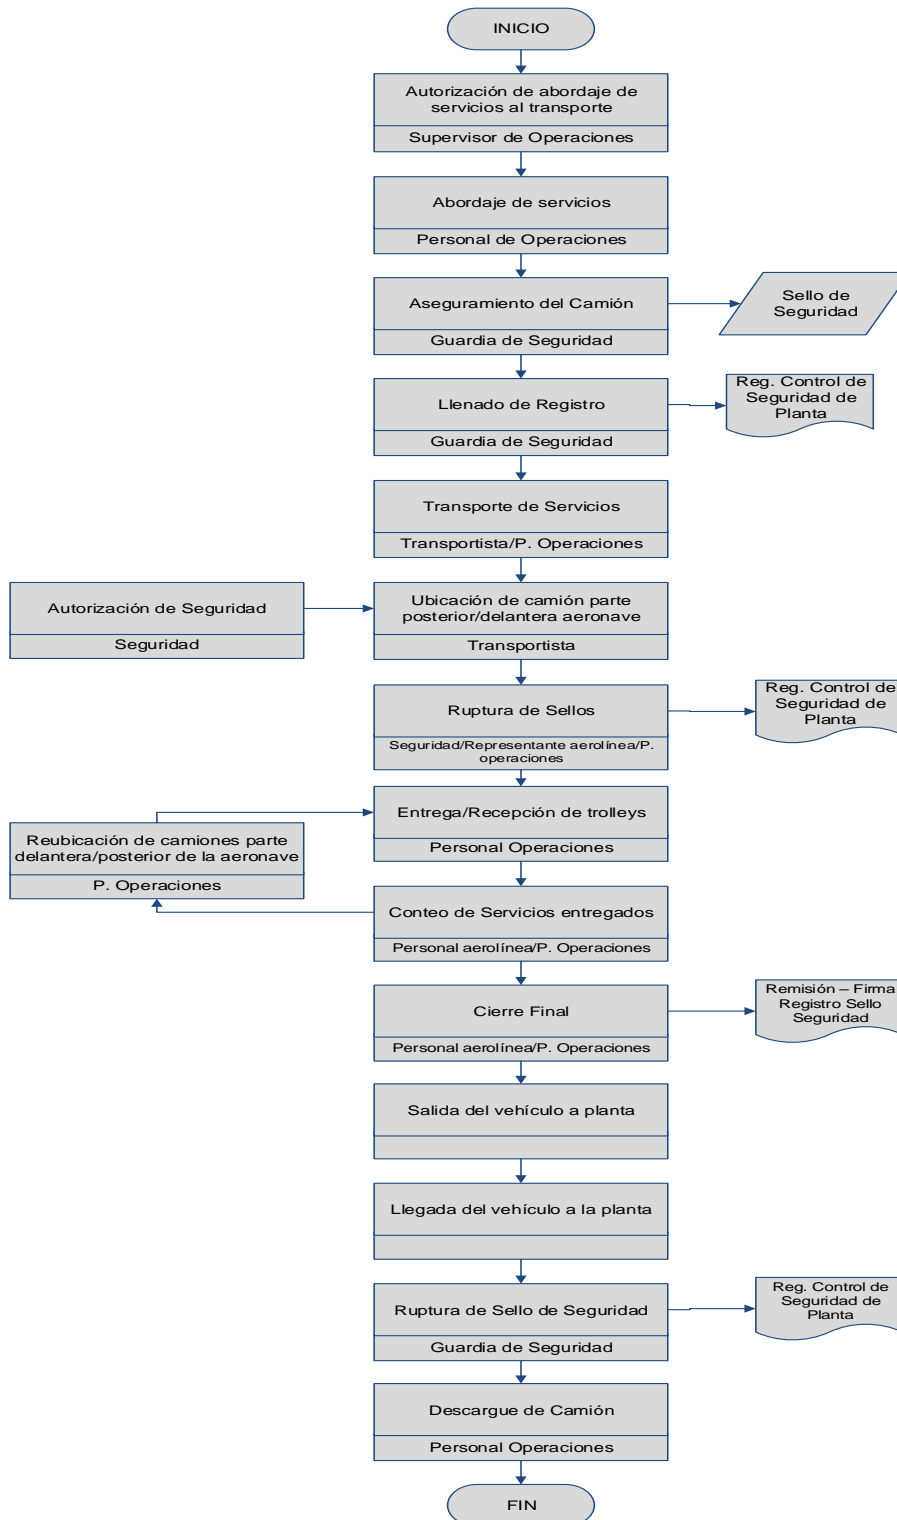 INICIO
Autorización de abordaje de
servicios al transporte
Supervisor de Operaciones
Abordaje de servicios
Personal de Operaciones
Aseguramiento del Camión
Guardia de Seguridad
Sello de
Seguridad
Llenado de Registro
Guardia de Seguridad
Reg. Control de
Seguridad de
Planta
Transporte de Servicios
Transportista/P. Operaciones
Autorización de Seguridad
Seguridad
Ubicación de camión parte
posterior/delantera aeronave
Transportista
Ruptura de Sellos
Seguridad/Representante aerolínea/P.
operaciones
Reg. Control de
Seguridad de
Planta
Entrega/Recepción de trolleys
Personal Operaciones
Reubicación de camiones parte
delantera/posterior de la aeronave
P. Operaciones
Conteo de Servicios entregados
Personal aerolínea/P. Operaciones
Cierre Final
Personal aerolínea/P. Operaciones
Remisión – Firma
Registro Sello
Seguridad
Salida del vehículo a planta
Llegada del vehículo a la planta
Ruptura de Sello de Seguridad
Guardia de Seguridad
Reg. Control de
Seguridad de
Planta
Descargue de Camión
Personal Operaciones
FIN